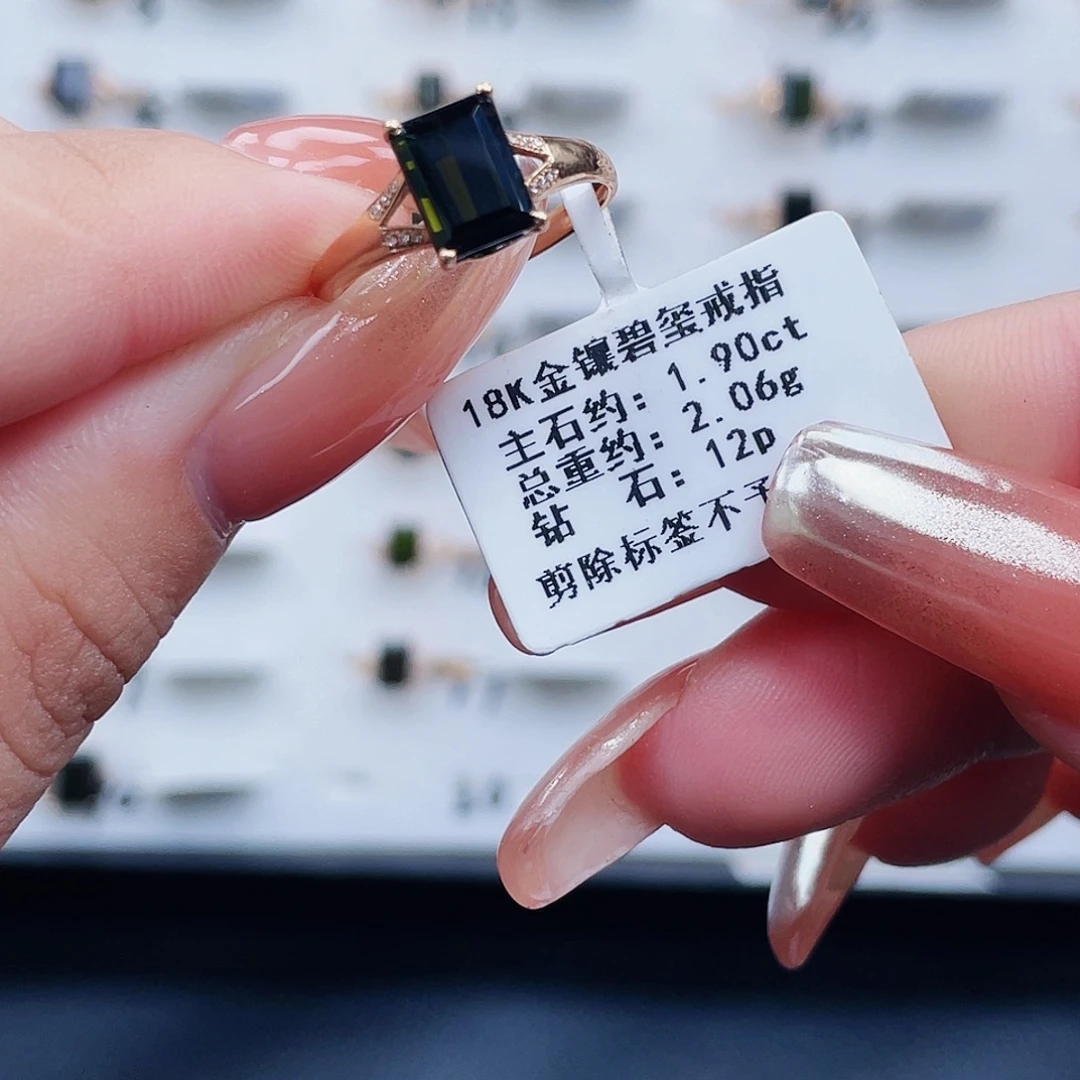 18K金镶碧玺戒指
主石约: 1.90ct
总重约: 2.06g
钻 石: 12p
剪除标签不予